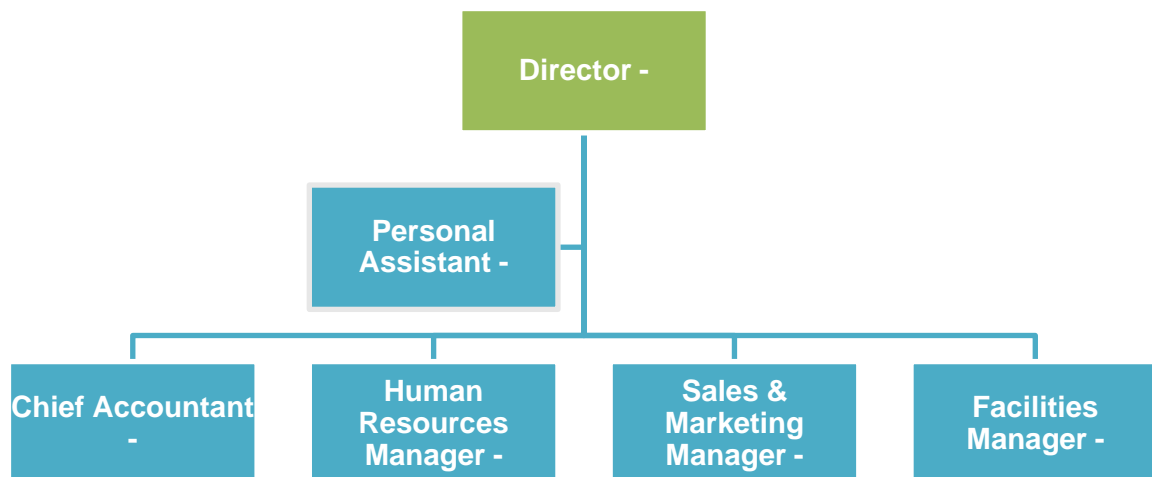 Director -
Personal
Assistant -
Chief Accountant
-
Human
Resources
Manager -
Sales &
Marketing
Manager -
Facilities
Manager -